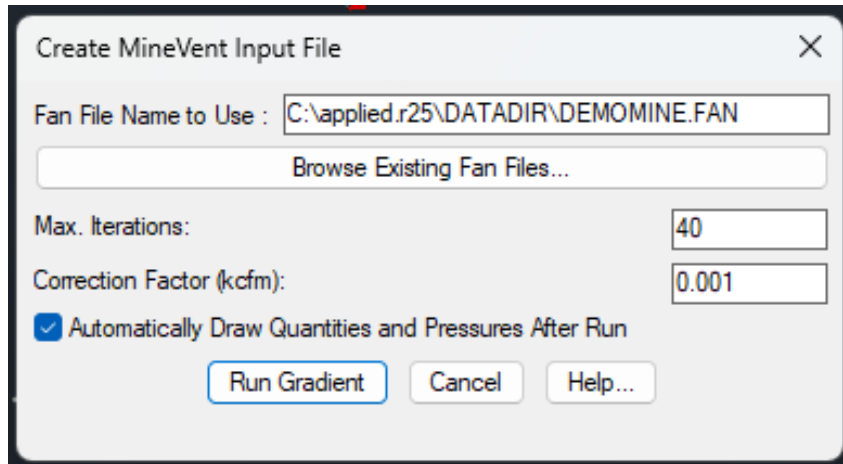 Create MineVent Input File
Fan File Name to Use : C:\applied.r25\DATADIR\DEMOMINE.FAN
Browse Existing Fan Files...
Max. Iterations: 40
Correction Factor (kcfm): 0.001
Automatically Draw Quantities and Pressures After Run
Run Gradient Cancel Help...